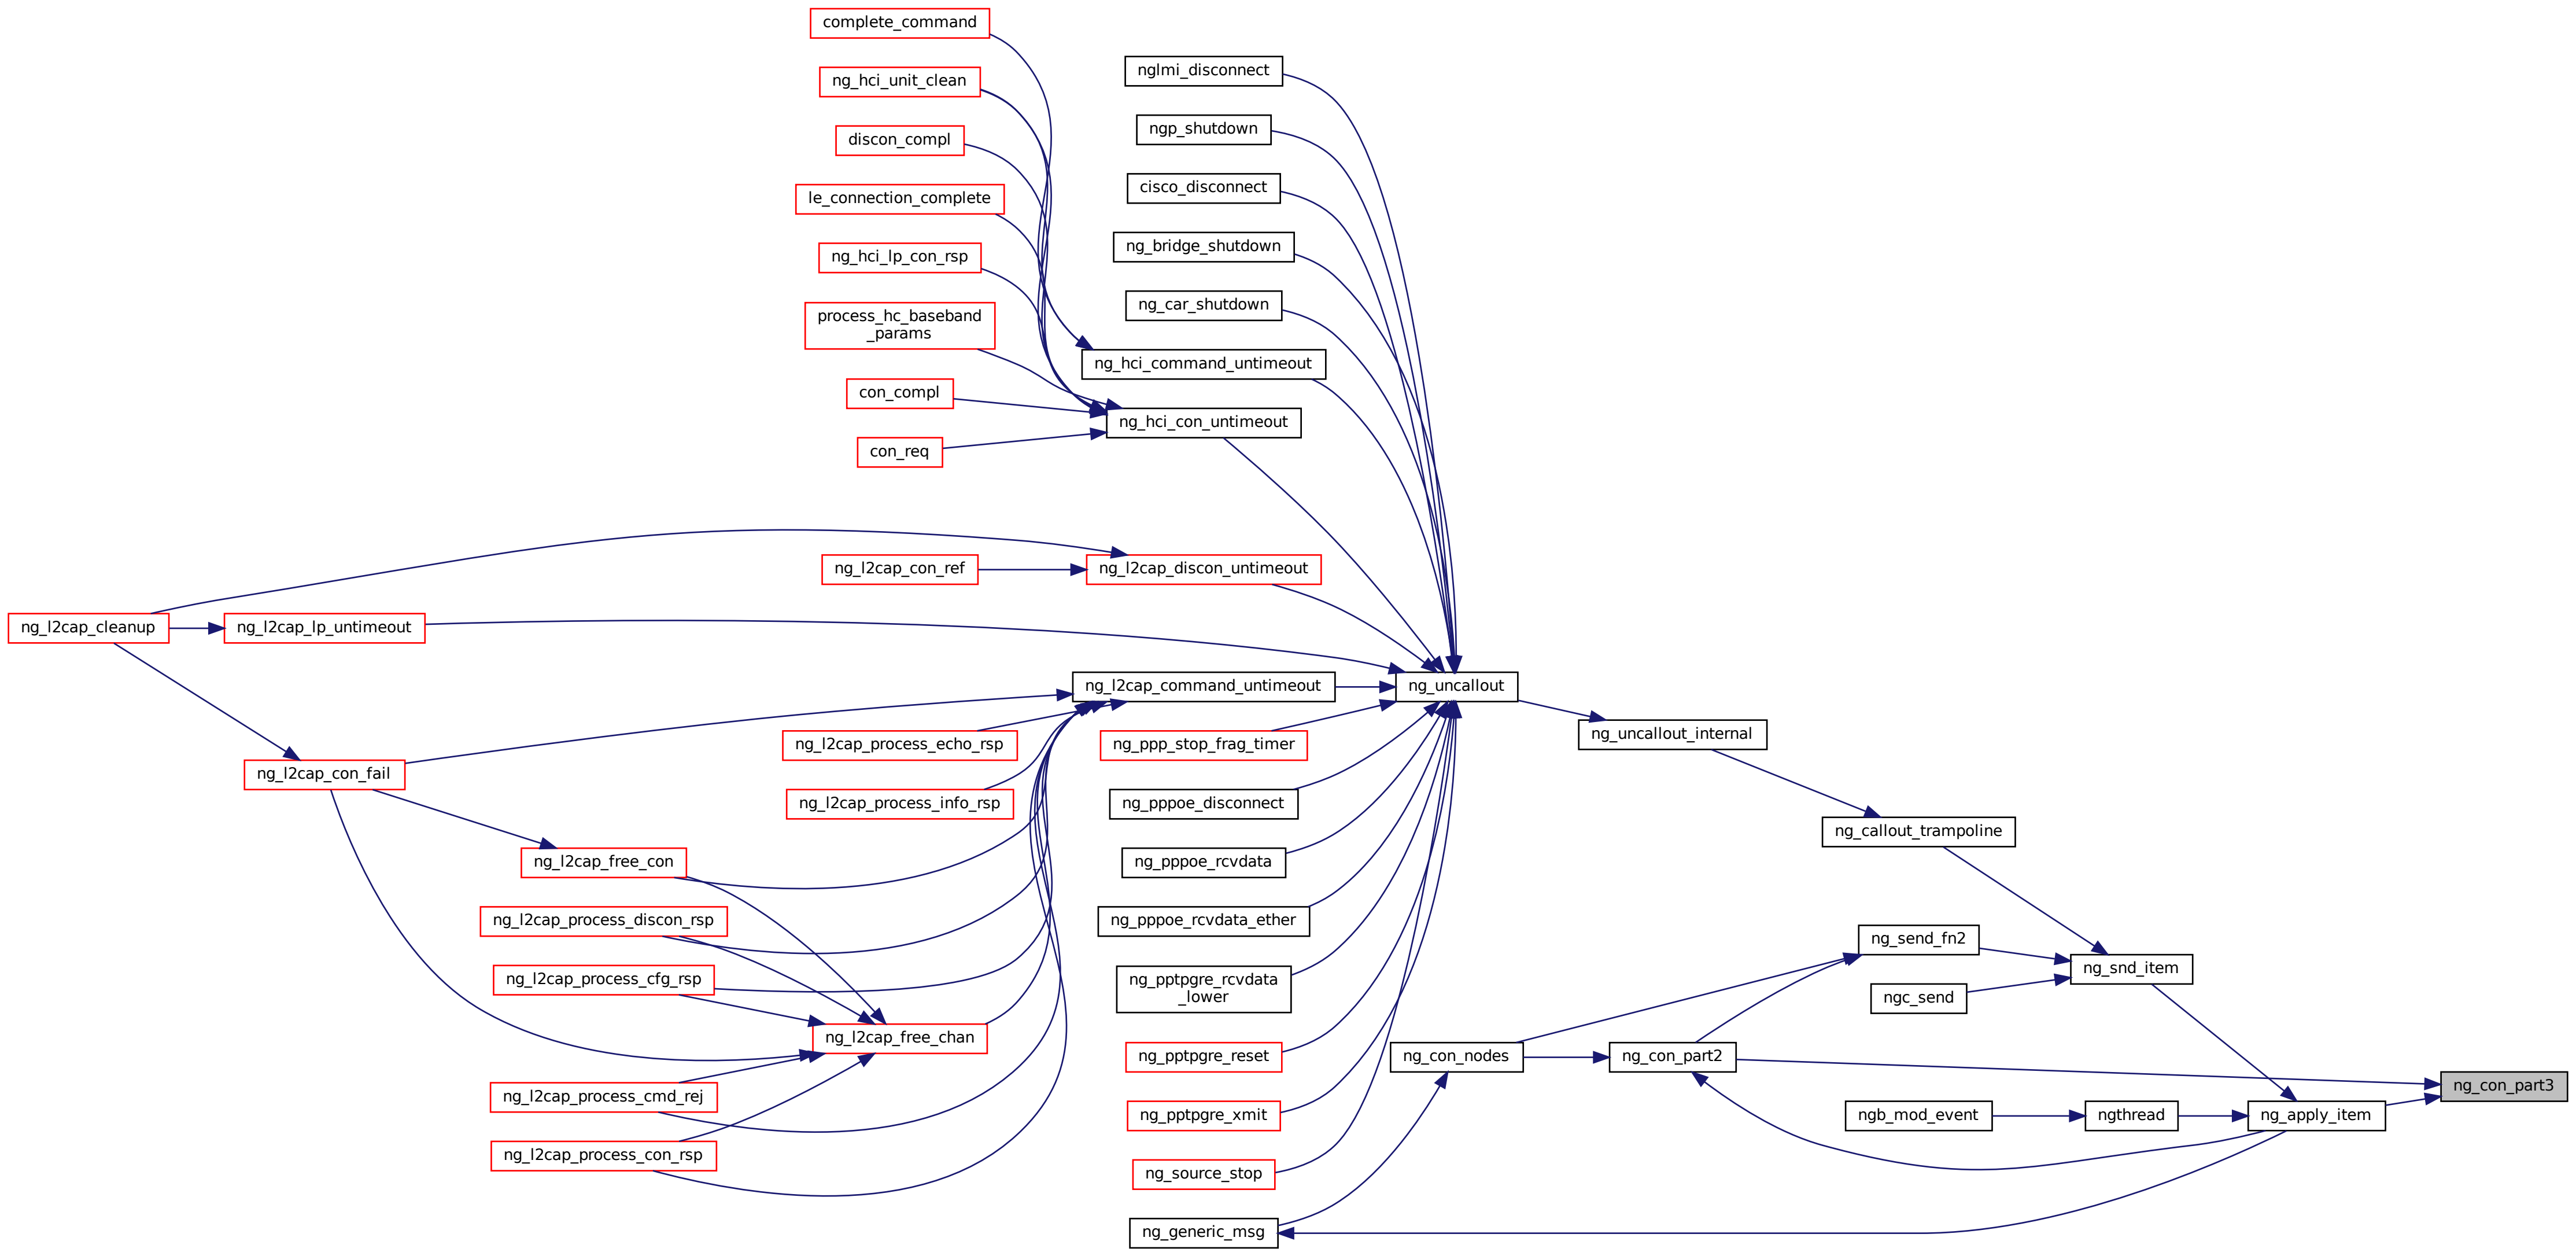 complete_command
ng_hci_unit_clean
discon_compl
le_connection_complete
ng_hci_lp_con_rsp
process_hc_baseband
_params
con_compl
con_req
nglmi_disconnect
ngp_shutdown
cisco_disconnect
ng_bridge_shutdown
ng_car_shutdown
ng_hci_command_untimeout
ng_hci_con_untimeout
ng_l2cap_con_ref
ng_l2cap_discon_untimeout
ng_l2cap_cleanup
ng_l2cap_lp_untimeout
ng_l2cap_command_untimeout
ng_uncallout
ng_uncallout_internal
ng_l2cap_process_echo_rsp
ng_ppp_stop_frag_timer
ng_l2cap_con_fail
ng_l2cap_process_info_rsp
ng_pppoe_disconnect
ng_callout_trampoline
ng_l2cap_free_con
ng_pppoe_rcvdata
ng_l2cap_process_discon_rsp
ng_pppoe_rcvdata_ether
ng_send_fn2
ng_snd_item
ng_l2cap_process_cfg_rsp
ng_pptpgre_rcvdata
_lower
ngc_send
ng_l2cap_free_chan
ng_pptpgre_reset
ng_con_nodes
ng_con_part2
ng_con_part3
ng_l2cap_process_cmd_rej
ng_pptpgre_xmit
ngb_mod_event
ngthread
ng_apply_item
ng_l2cap_process_con_rsp
ng_source_stop
ng_generic_msg